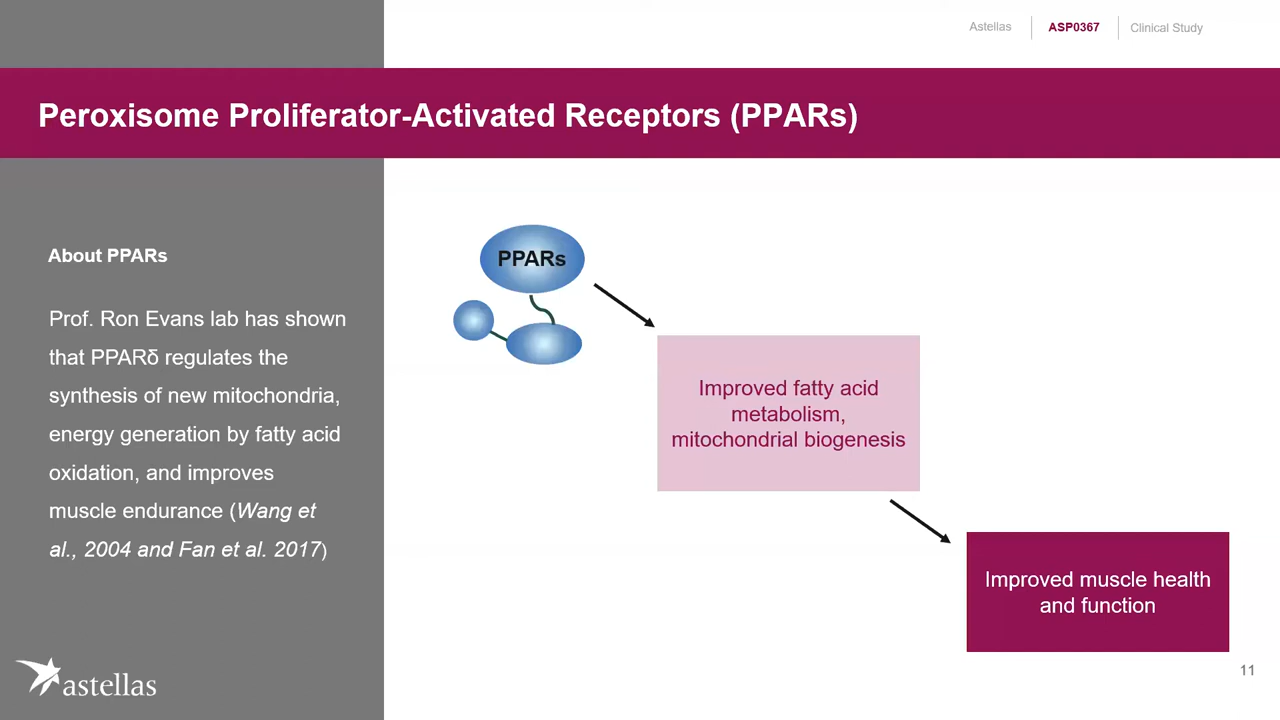 Astellas
ASP0367
Clinical Study
Peroxisome Proliferator-Activated Receptors (PPARs)
About PPARs
Prof. Ron Evans lab has shown
that PPARδ regulates the
synthesis of new mitochondria,
energy generation by fatty acid
oxidation, and improves
muscle endurance (Wang et
al., 2004 and Fan et al. 2017)
PPARs
Improved fatty acid
metabolism,
mitochondrial biogenesis
Improved muscle health
and function
astellas
11